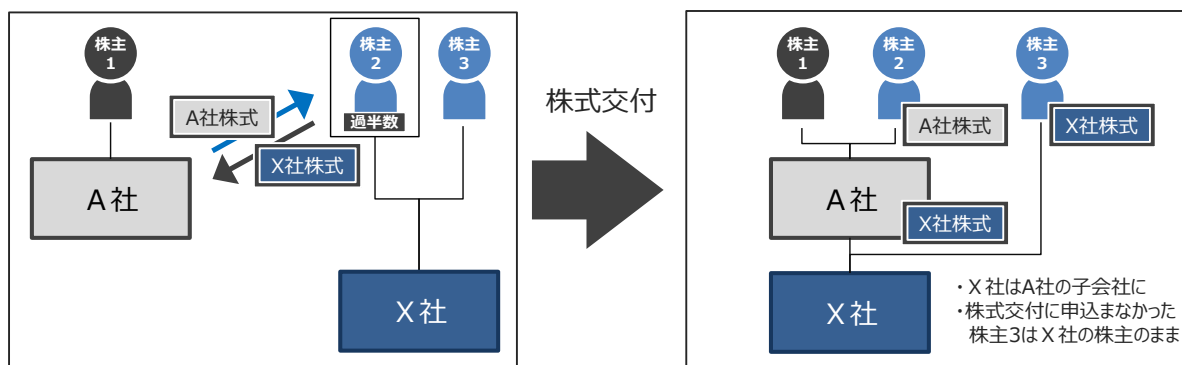 株主
1
株主
2
株主
3
過半数
A社株式
X社株式
A社
X社
株式交付
株主
1
株主
2
株主
3
A社株式
X社株式
A社
X社株式
X社
・X社はA社の子会社に
・株式交付に申込まなかった
株主3はX社の株主のまま